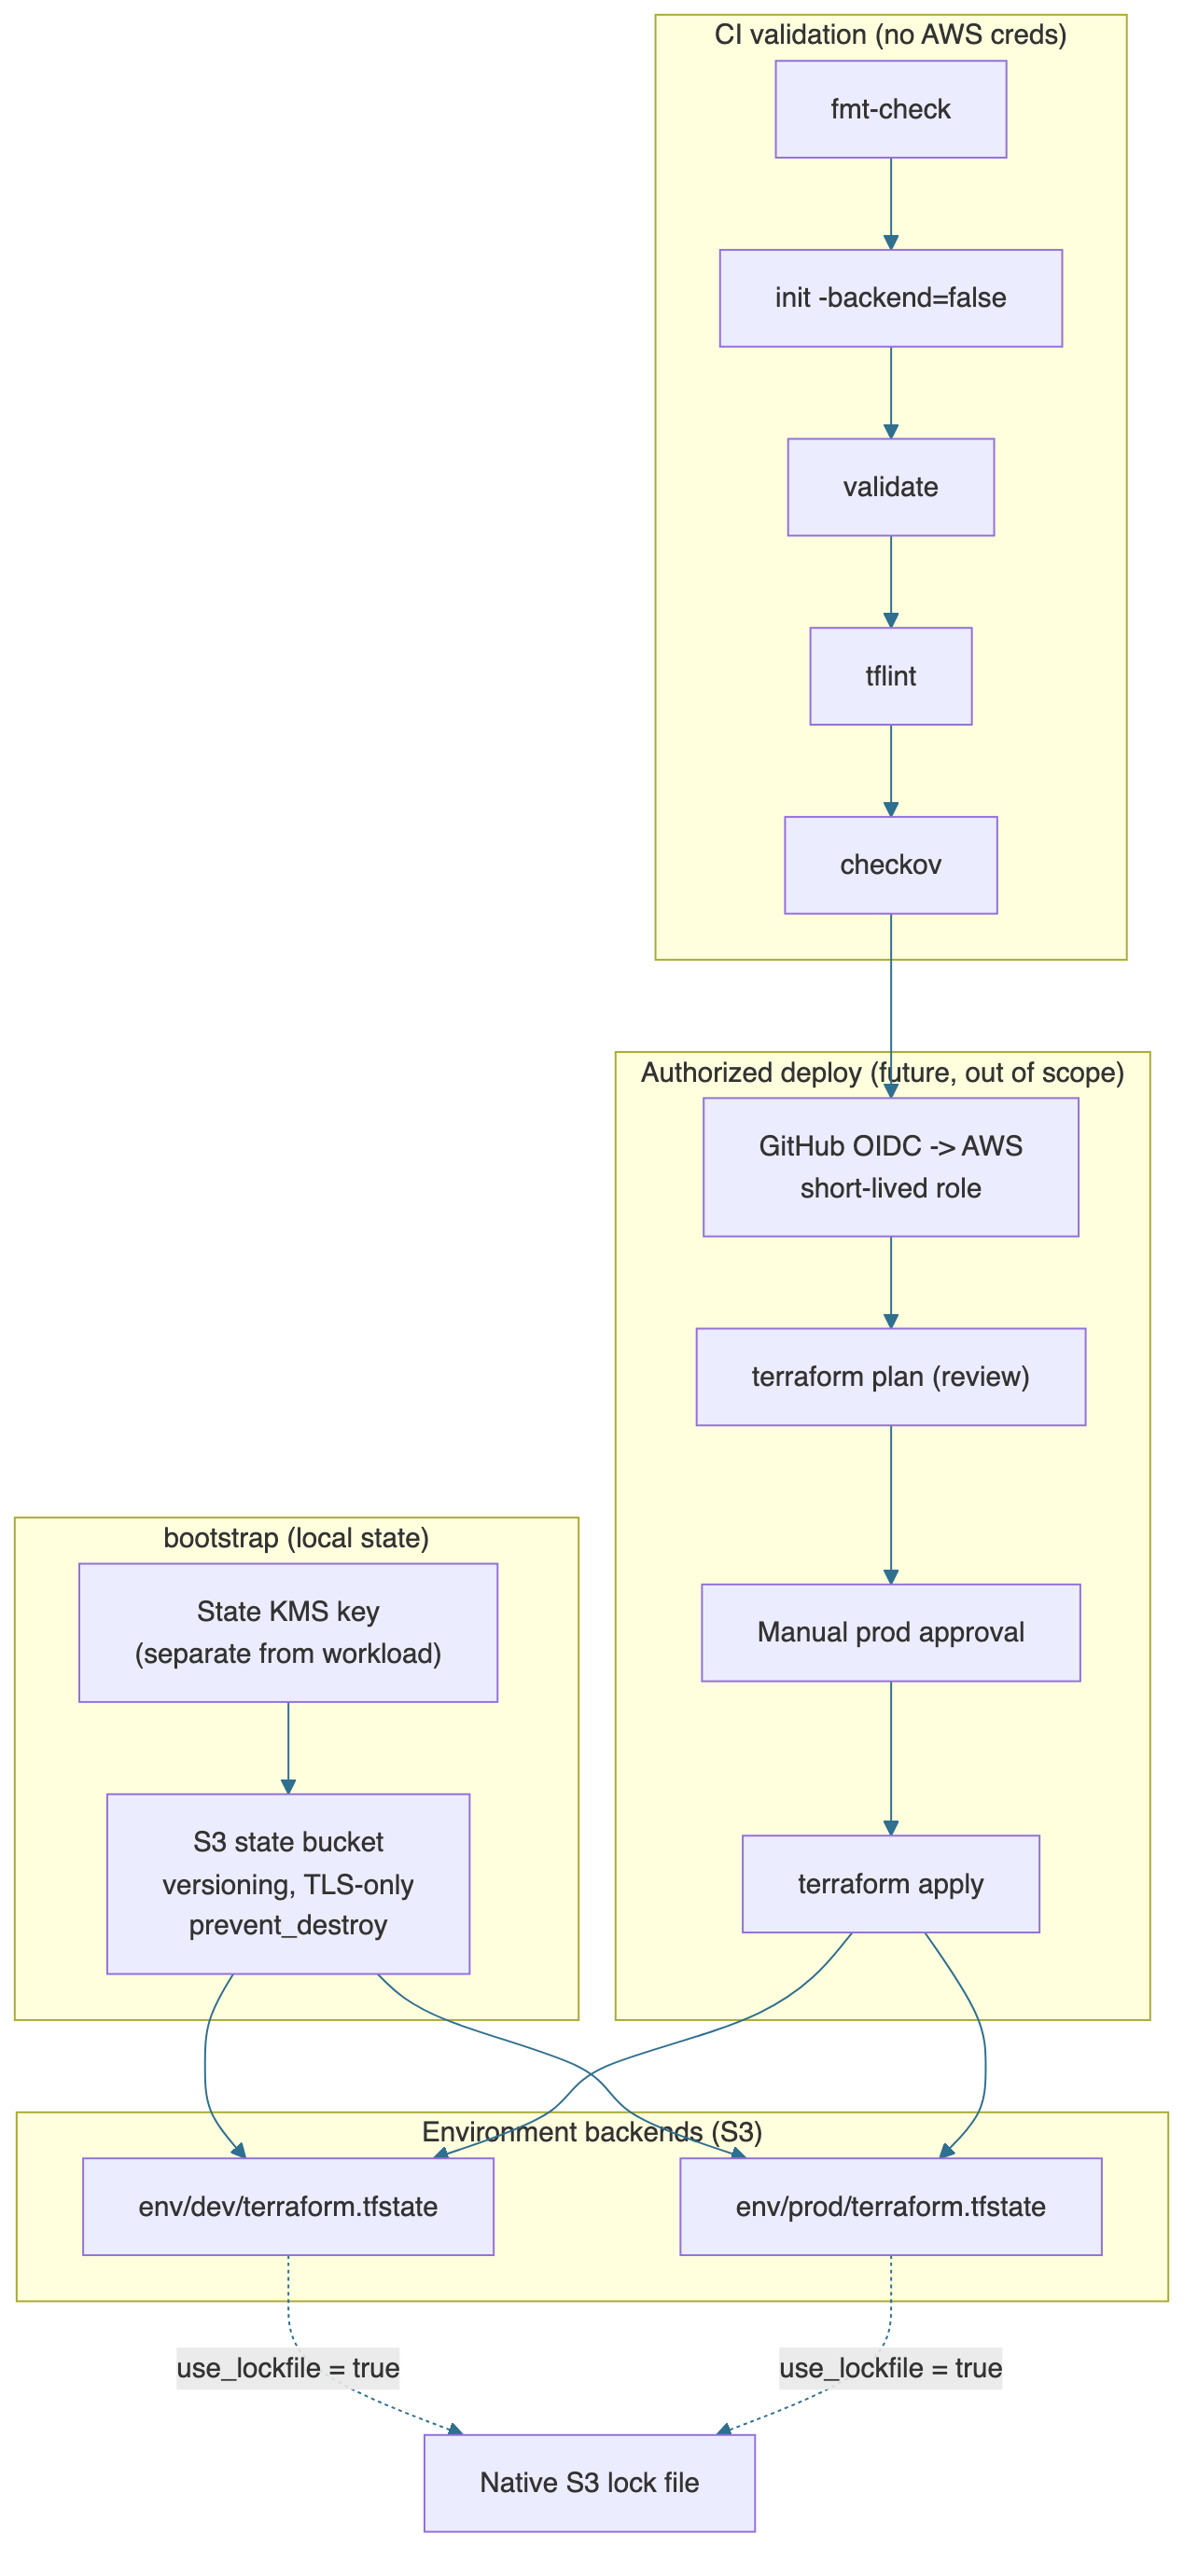 CI validation (no AWS creds)
fmt-check
init -backend=false
validate
tflint
checkov
Authorized deploy (future, out of scope)
GitHub OIDC -> AWS
short-lived role
terraform plan (review)
Manual prod approval
terraform apply
bootstrap (local state)
State KMS key
(separate from workload)
S3 state bucket
versioning, TLS-only
prevent_destroy
Environment backends (S3)
env/dev/terraform.tfstate
env/prod/terraform.tfstate
use_lockfile = true
use_lockfile = true
Native S3 lock file